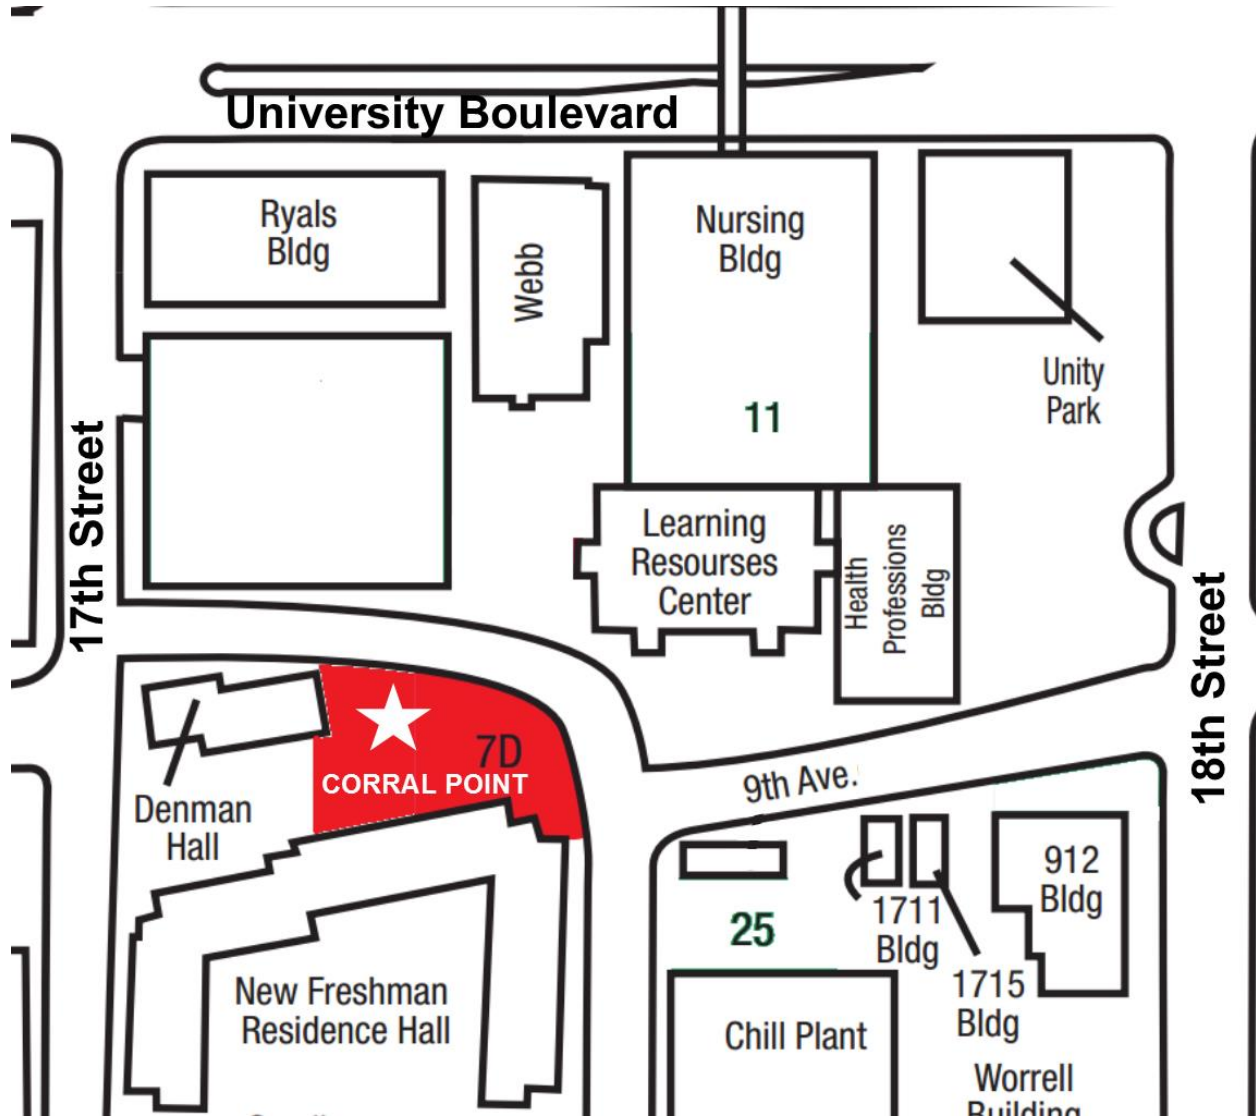 University Boulevard
Ryals
Bldg
Webb
Nursing
Bldg
Unity
Park
11
17th Street
Learning
Resourses
Center
Health
Professions
Bldg
18th Street
7D
CORRAL POINT
9th Ave.
Denman
Hall
912
Bldg
1711
Bldg
25
1715
Bldg
New Freshman
Residence Hall
Chill Plant
Worrell
Building